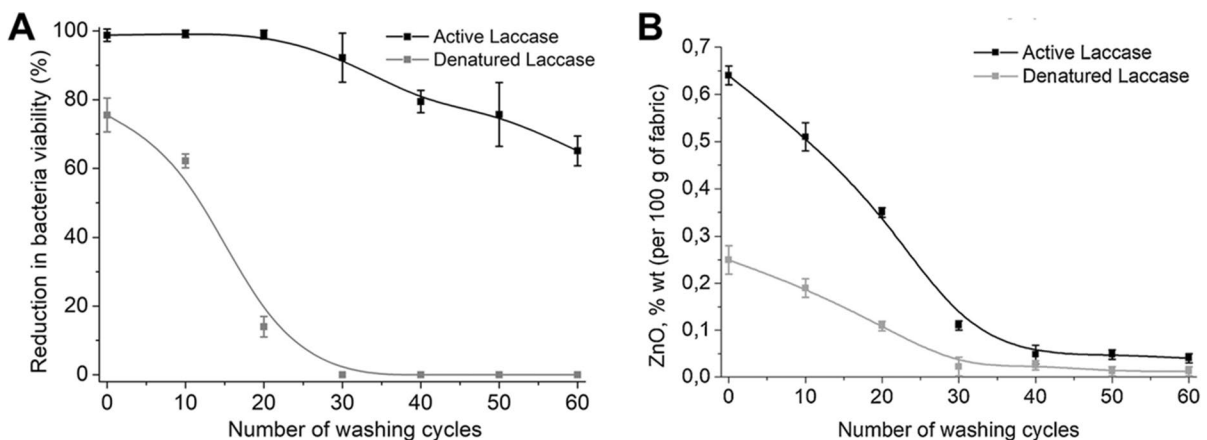 A
Reduction in bacteria viability (%)
100
80
60
40
20
0
Active Laccase
Denatured Laccase
0 10 20 30 40 50 60
Number of washing cycles
B
ZnO, % wt (per 100 g of fabric)
0,7
0,6
0,5
0,4
0,3
0,2
0,1
0,0
Active Laccase
Denatured Laccase
0 10 20 30 40 50 60
Number of washing cycles